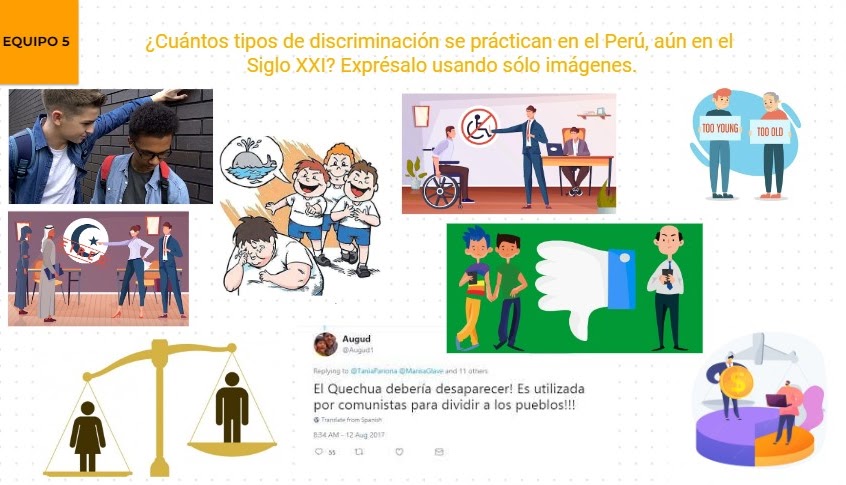 EQUIPO 5
¿Cuántos tipos de discriminación se práctican en el Perú, aún en el
Siglo XXI? Exprésalo usando sólo imágenes.
TOO YOUNG
TOO OLD
Augud
@Augud1
Replying to @TaniaPariona @MarisaGlave and 11 others
El Quechua debería desaparecer! Es utilizada
por comunistas para dividir a los pueblos!!!
Translate from Spanish
8:34 AM - 12 Aug 2017
55